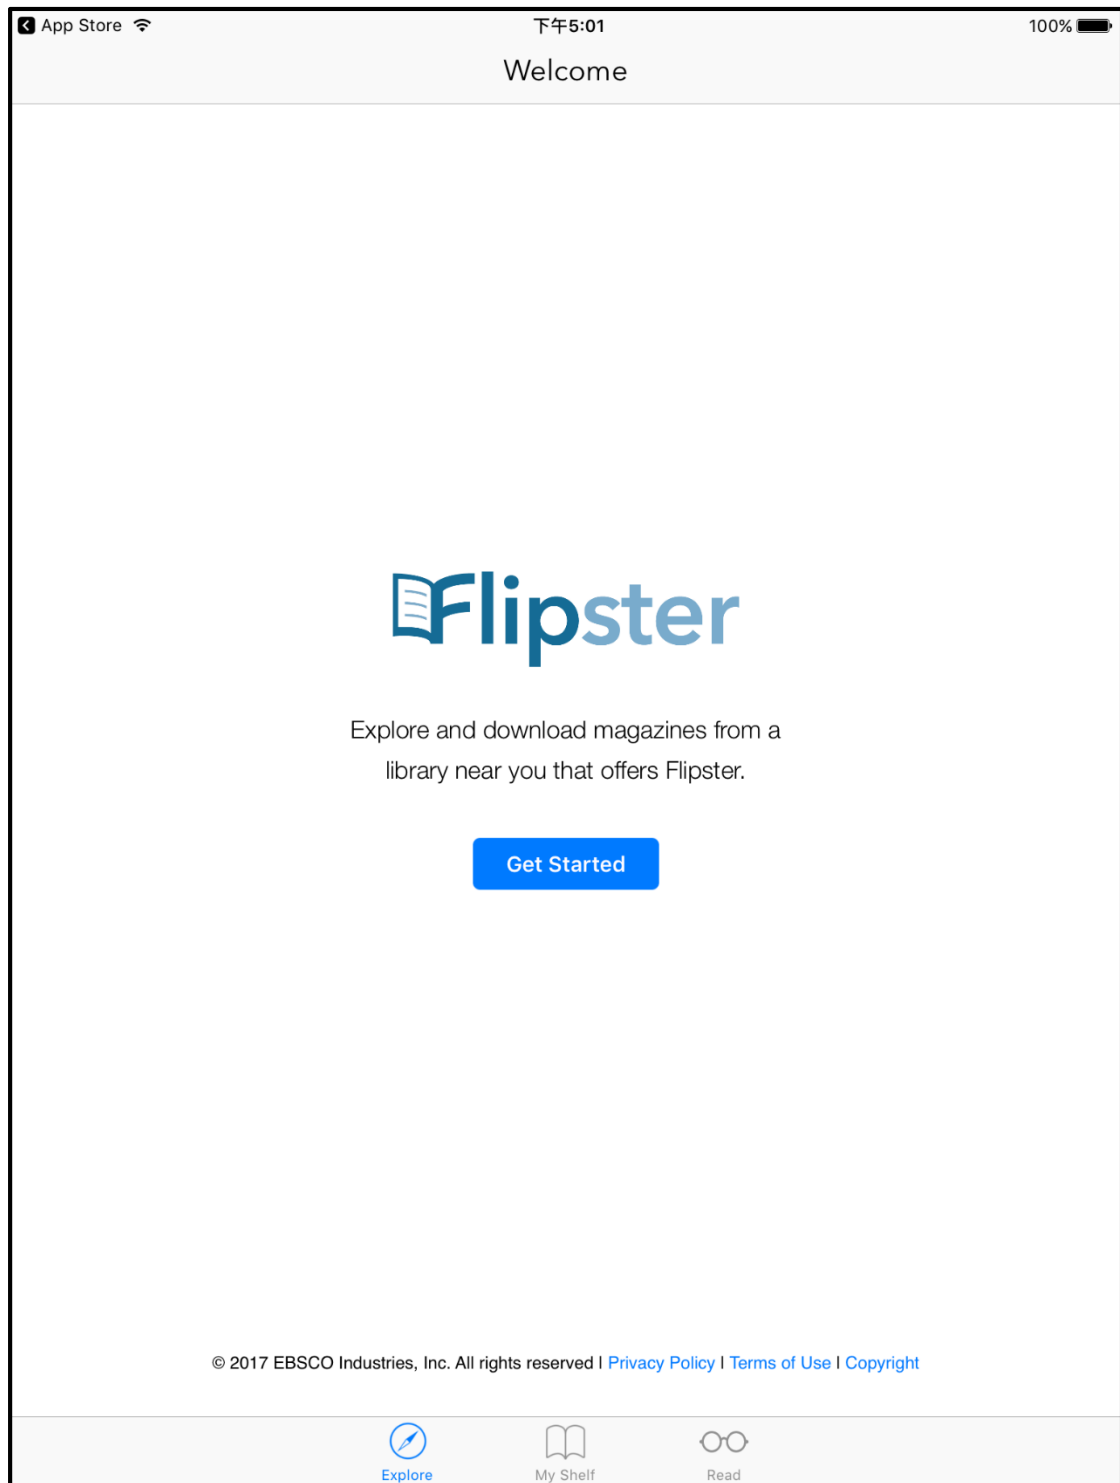 App Store 下午5:01 100%
Welcome
Flipster
Explore and download magazines from a
library near you that offers Flipster.
Get Started
© 2017 EBSCO Industries, Inc. All rights reserved | Privacy Policy | Terms of Use | Copyright
Explore My Shelf Read